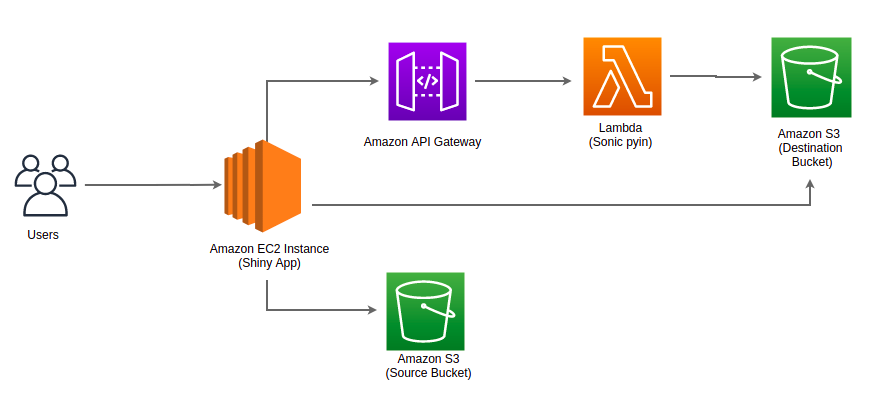 Amazon API Gateway
Lambda
(Sonic pyin)
Amazon S3
(Destination
Bucket)
Users
Amazon EC2 Instance
(Shiny App)
Amazon S3
(Source Bucket)